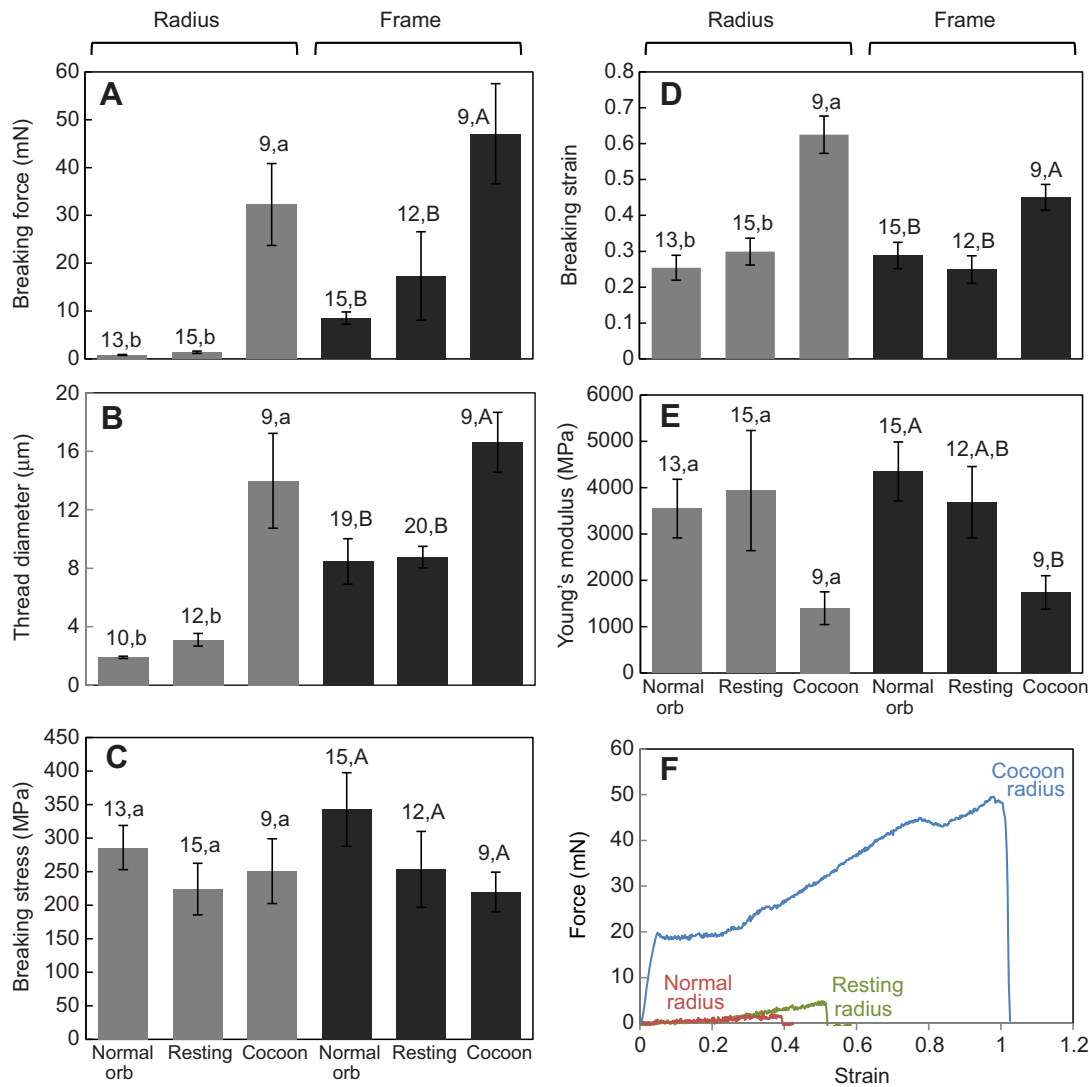 Radius
Frame
Radius
Frame
A
Breaking force (mN)
60
50
40
30
20
10
0
13,b
15,b
9,a
15,B
12,B
9,A
D
Breaking strain
0.8
0.7
0.6
0.5
0.4
0.3
0.2
0.1
0
13,b
15,b
9,a
15,B
12,B
9,A
B
Thread diameter (μm)
20
16
12
8
4
0
10,b
12,b
9,a
19,B
20,B
9,A
E
Young's modulus (MPa)
6000
5000
4000
3000
2000
1000
0
13,a
15,a
9,a
15,A
12,A,B
9,B
Normal
orb
Resting
Cocoon
Normal
orb
Resting
Cocoon
C
Breaking stress (MPa)
450
400
350
300
250
200
150
100
50
0
13,a
15,a
9,a
15,A
12,A
9,A
Normal
orb
Resting
Cocoon
Normal
orb
Resting
Cocoon
F
Force (mN)
60
50
40
30
20
10
0
Cocoon
radius
Normal
radius
Resting
radius
0
0.2
0.4
0.6
0.8
1
1.2
Strain